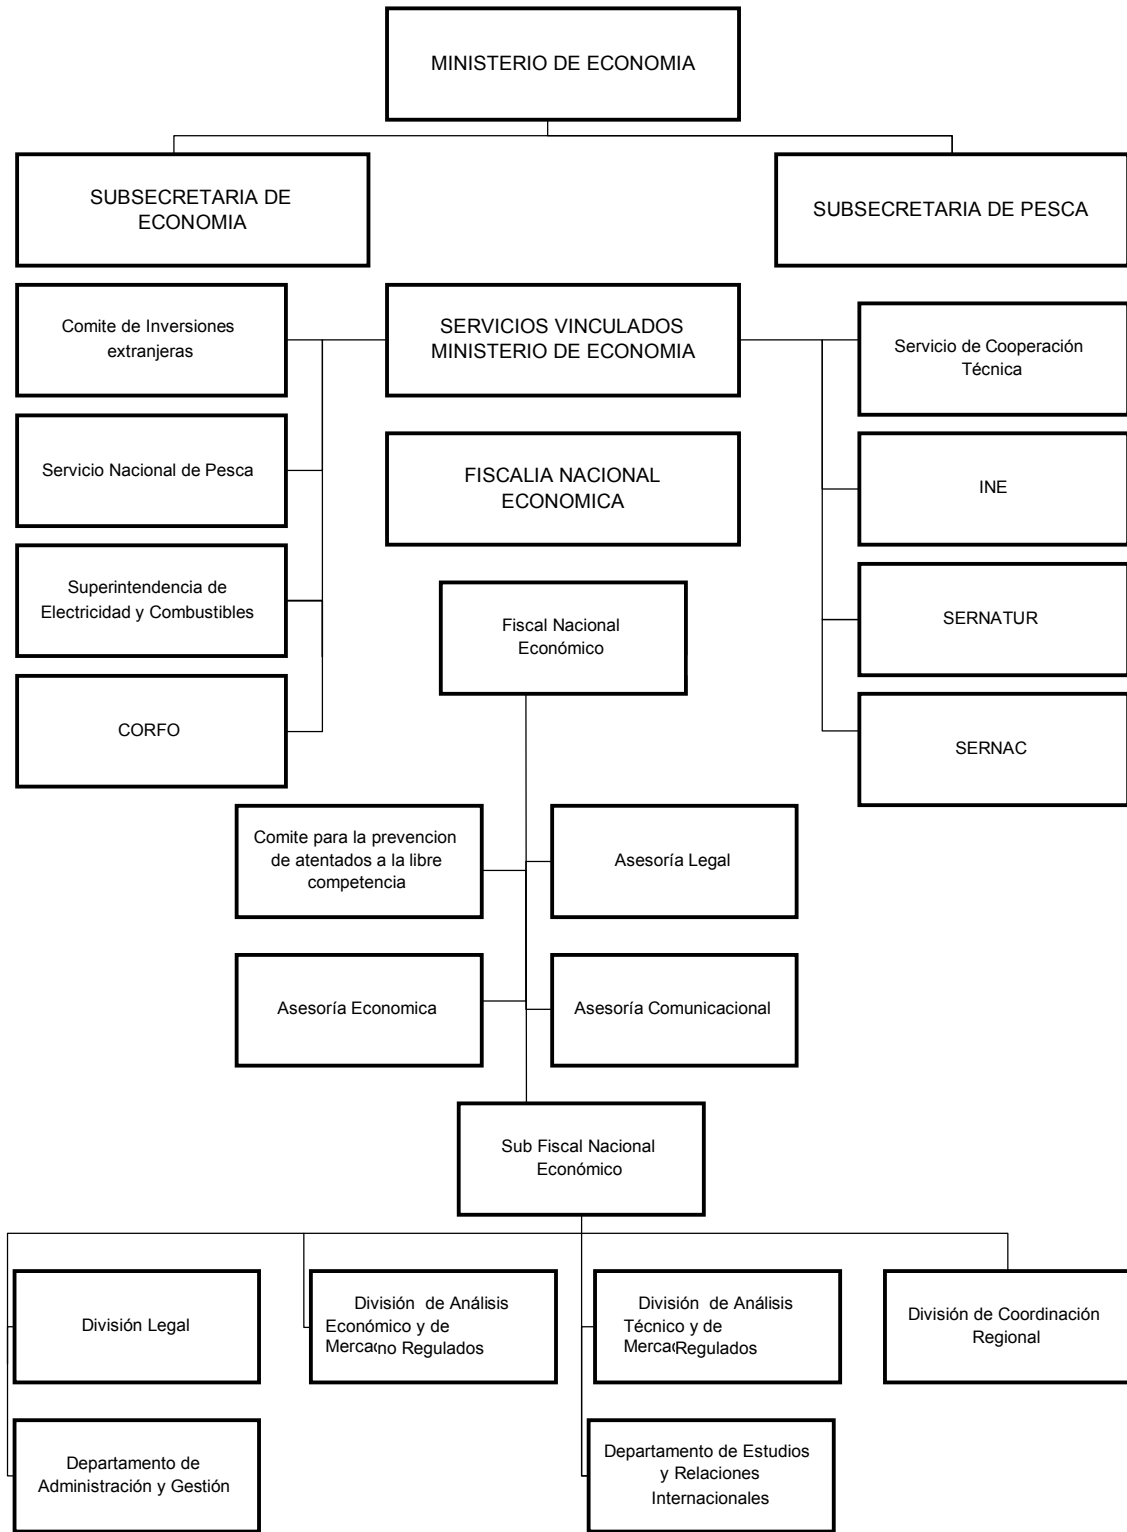 MINISTERIO DE ECONOMIA
SUBSECRETARIA DE
ECONOMIA
SUBSECRETARIA DE PESCA
Comite de Inversiones
extranjeras
SERVICIOS VINCULADOS
MINISTERIO DE ECONOMIA
Servicio de Cooperación
Técnica
Servicio Nacional de Pesca
FISCALIA NACIONAL
ECONOMICA
INE
Superintendencia de
Electricidad y Combustibles
Fiscal Nacional
Económico
SERNATUR
CORFO
SERNAC
Comite para la prevencion
de atentados a la libre
competencia
Asesoría Legal
Asesoría Economica
Asesoría Comunicacional
Sub Fiscal Nacional
Económico
División Legal
División de Análisis
Económico y de
no Regulados
División de Análisis
Técnico y de
Regulados
División de Coordinación
Regional
Departamento de
Administración y Gestión
Departamento de Estudios
y Relaciones
Internacionales